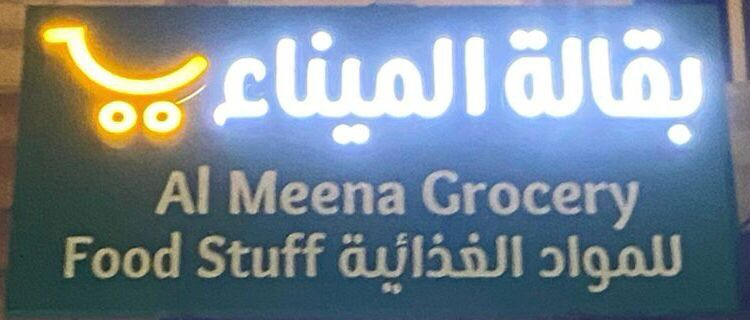 بقالة الميناء
Al Meena Grocery
Food Stuff للمواد الغذائية